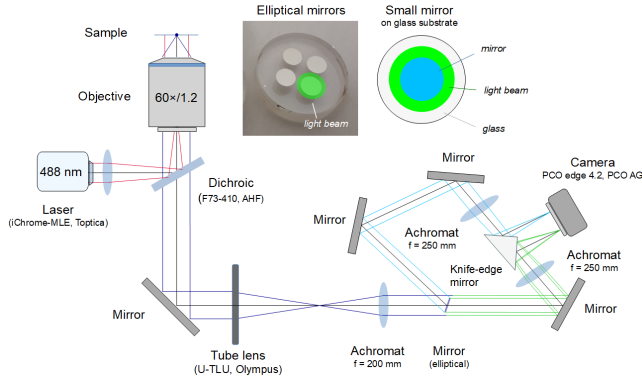 Elliptical mirrors
Small mirror
on glass substrate
Sample
mirror
Objective
60×/1.2
light beam
light beam
glass
488 nm
Laser
(iChrome-MLE, Toptica)
Dichroic
(F73-410, AHF)
Mirror
Camera
PCO edge 4.2, PCO AG
Mirror
Achromat
f = 250 mm
Knife-edge
mirror
Achromat
f = 250 mm
Mirror
Mirror
Tube lens
(U-TLU, Olympus)
Achromat
f = 200 mm
Mirror
(elliptical)